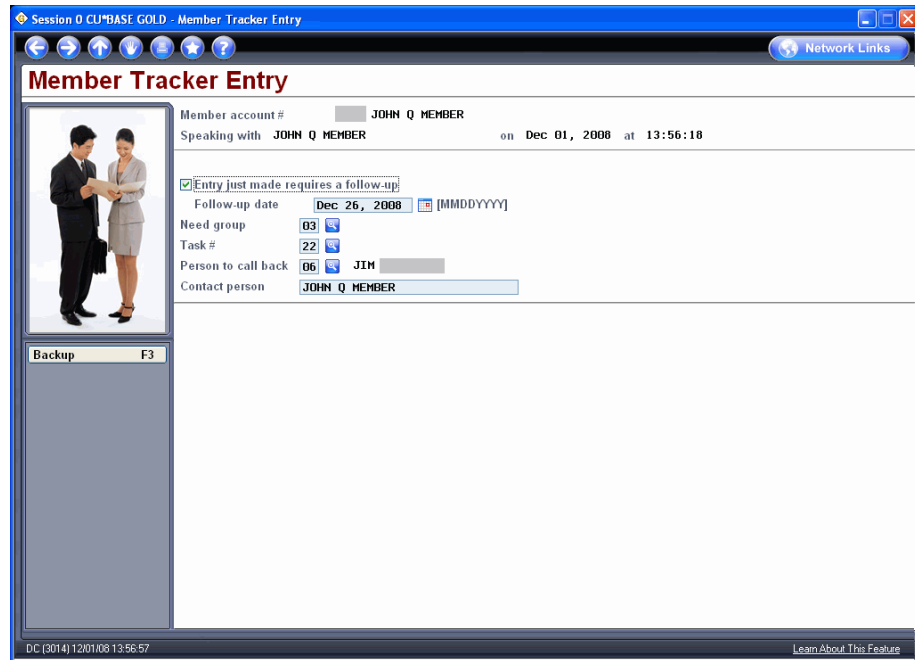 Session 0 CU*BASE GOLD - Member Tracker Entry
Network Links
Member Tracker Entry
Member account # JOHN Q MEMBER
Speaking with JOHN Q MEMBER on Dec 01, 2008 at 13:56:18
Entry just made requires a follow-up
Follow-up date Dec 26, 2008 [MMDDYYYY]
Need group 03
Task # 22
Person to call back 06 JIM
Contact person JOHN Q MEMBER
Backup F3
DC (3014) 12/01/08 13:56:57 Learn About This Feature